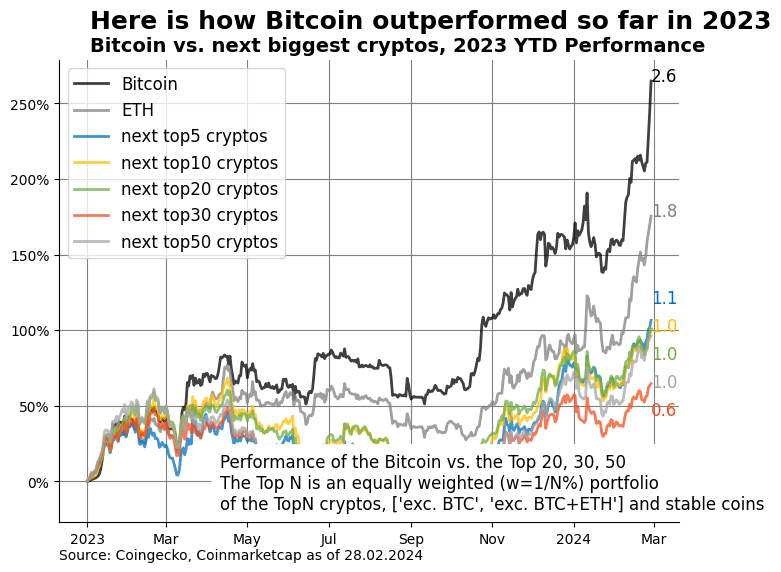 Here is how Bitcoin outperformed so far in 2023
Bitcoin vs. next biggest cryptos, 2023 YTD Performance
Bitcoin
ETH
next top5 cryptos
next top10 cryptos
next top20 cryptos
next top30 cryptos
next top50 cryptos
250%
200%
150%
100%
50%
0%
2.6
1.8
1.1
1.0
1.0
1.0
0.6
Performance of the Bitcoin vs. the Top 20, 30, 50
The Top N is an equally weighted (w=1/N%) portfolio
of the TopN cryptos, ['exc. BTC', 'exc. BTC+ETH'] and stable coins
2023 Mar May Jul Sep Nov 2024 Mar
Source: Coingecko, Coinmarketcap as of 28.02.2024